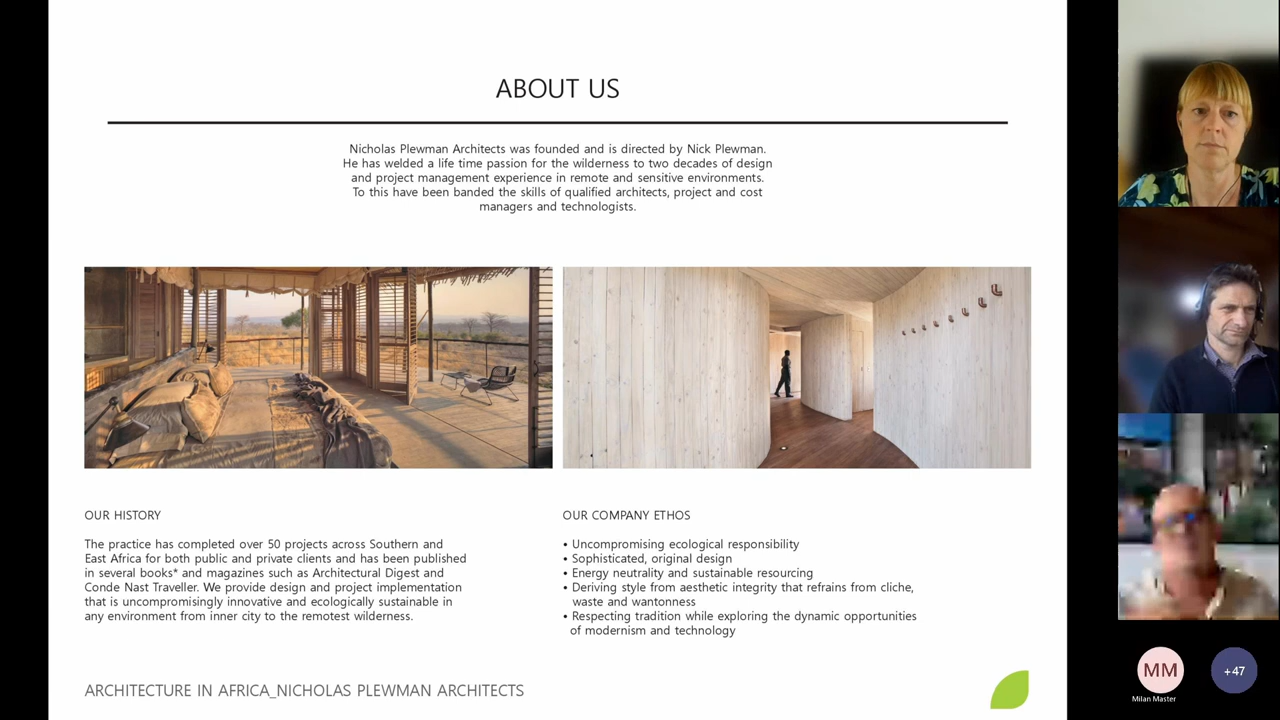 ABOUT US
Nicholas Plewman Architects was founded and is directed by Nick Plewman.
He has welded a life time passion for the wilderness to two decades of design
and project management experience in remote and sensitive environments.
To this have been banded the skills of qualified architects, project and cost
managers and technologists.
OUR HISTORY
The practice has completed over 50 projects across Southern and
East Africa for both public and private clients and has been published
in several books* and magazines such as Architectural Digest and
Conde Nast Traveller. We provide design and project implementation
that is uncompromisingly innovative and ecologically sustainable in
any environment from inner city to the remotest wilderness.
OUR COMPANY ETHOS
• Uncompromising ecological responsibility
• Sophisticated, original design
• Energy neutrality and sustainable resourcing
• Deriving style from aesthetic integrity that refrains from cliche,
waste and wantonness
• Respecting tradition while exploring the dynamic opportunities
of modernism and technology
ARCHITECTURE IN AFRICA_NICHOLAS PLEWMAN ARCHITECTS
MM
Milan Master
+47